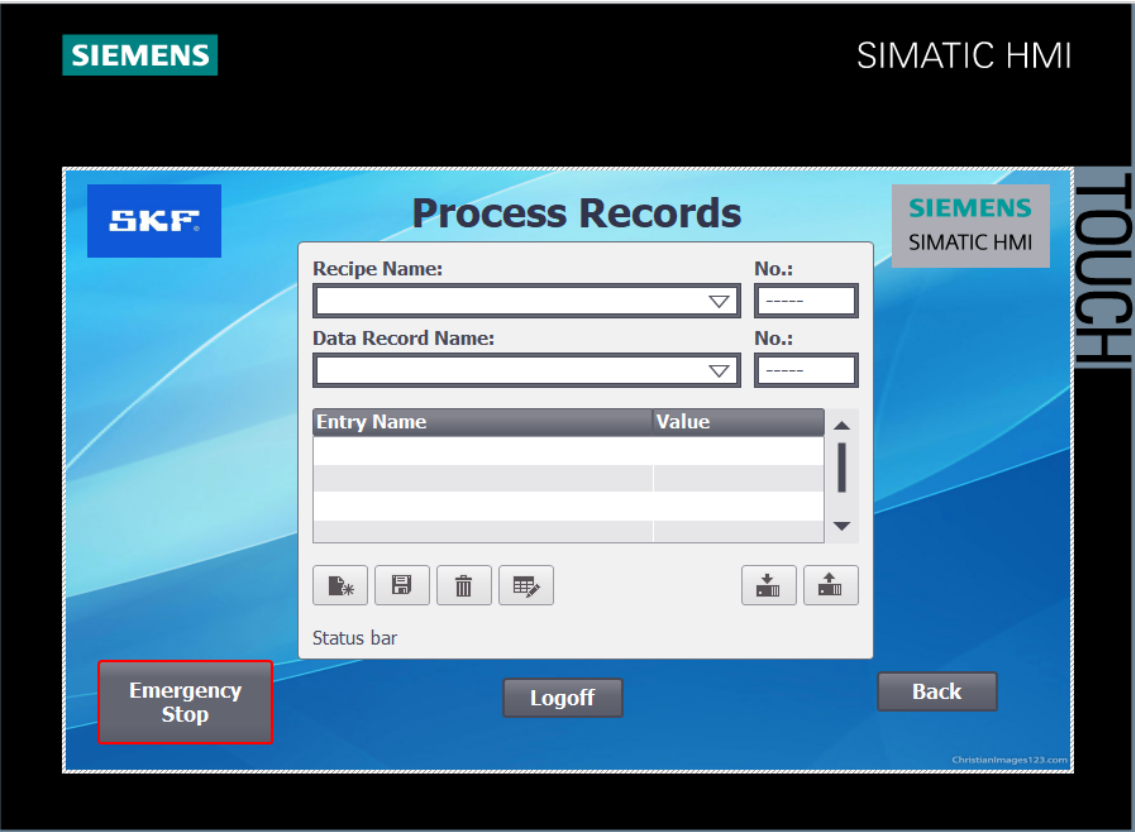 SIEMENS
SIMATIC HMI
TOUCH
SKF®
Process Records
SIEMENS
SIMATIC HMI
Recipe Name:
No.:
-----
Data Record Name:
No.:
-----
Entry Name Value
Status bar
Emergency
Stop
Logoff
Back
ChristianImages123.com